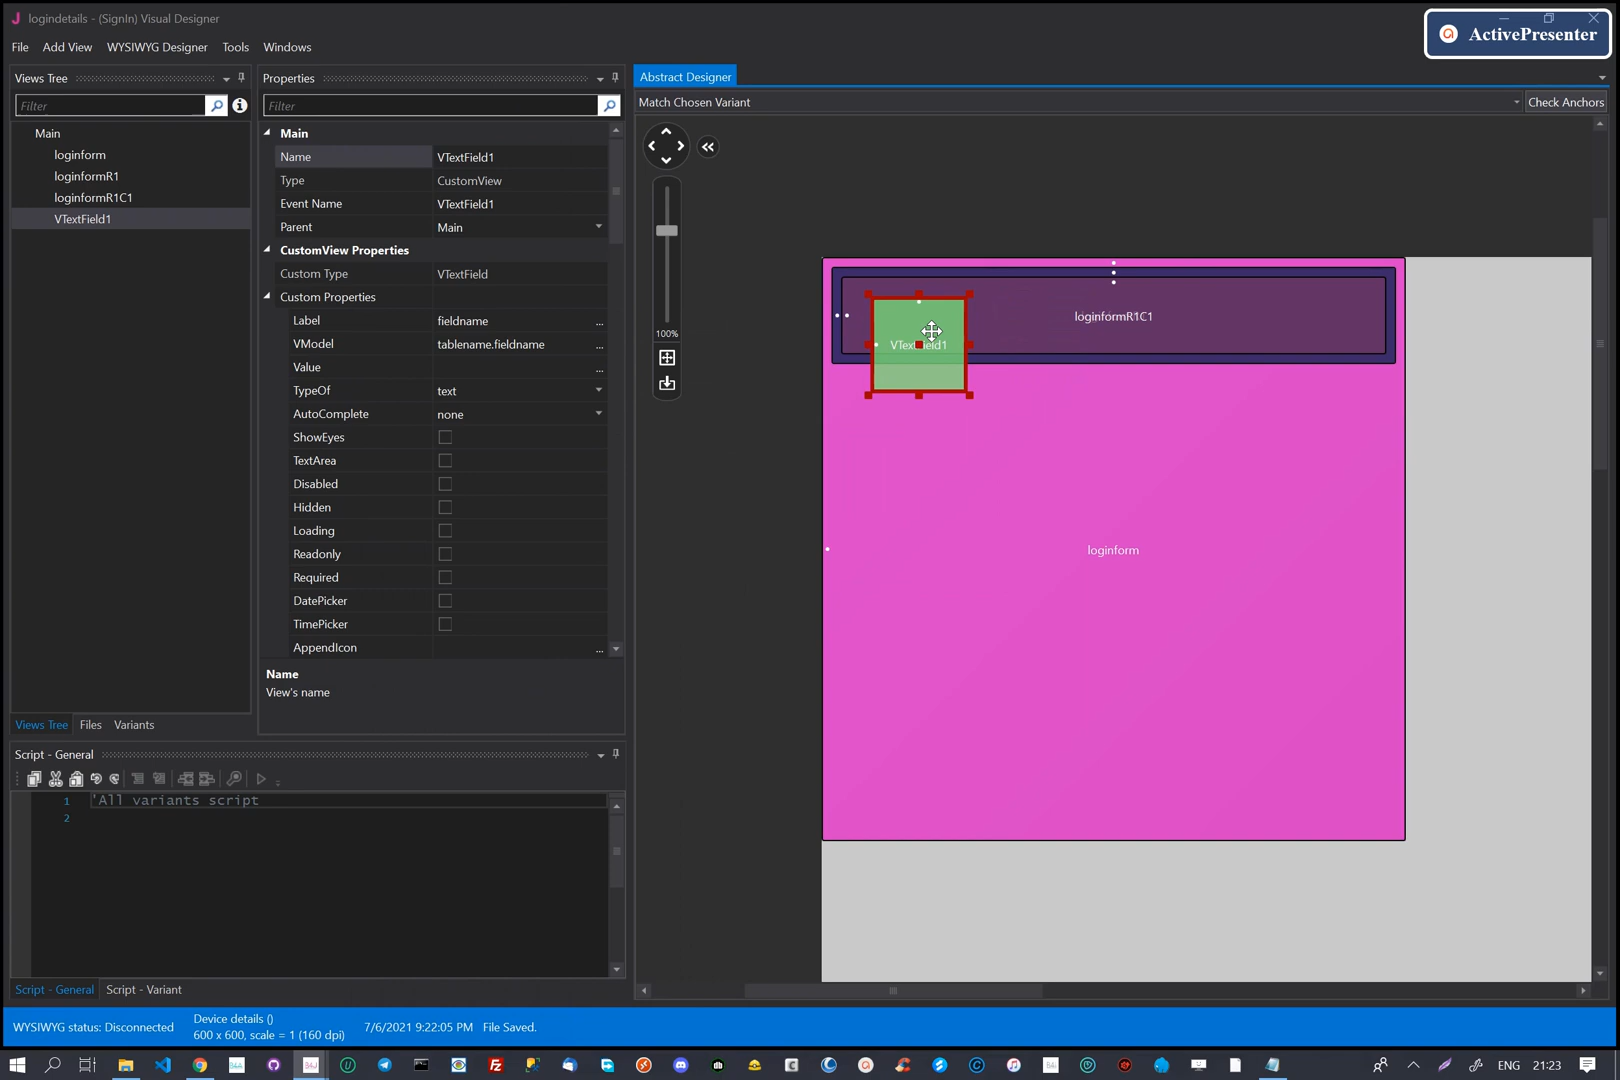 logindetails - (SignIn) Visual Designer
ActivePresenter
File Add View WYSIWYG Designer Tools Windows
Views Tree
Filter
Main
loginform
loginformR1
loginformR1C1
VTextField1
Views Tree Files Variants
Properties
Filter
Main
Name VTextField1
Type CustomView
Event Name VTextField1
Parent Main
CustomView Properties
Custom Type VTextField
Custom Properties
Label fieldname ...
VModel tablename.fieldname ...
Value ...
TypeOf text
AutoComplete none
ShowEyes
TextArea
Disabled
Hidden
Loading
Readonly
Required
DatePicker
TimePicker
AppendIcon ...
Name
View's name
Abstract Designer
Match Chosen Variant Check Anchors
100%
loginformR1C1
loginform
Script - General
1 'All variants script
2
Script - General Script - Variant
WYSIWYG status: Disconnected
Device details ()
600 x 600, scale = 1 (160 dpi)
7/6/2021 9:22:05 PM File Saved.
ENG 21:23